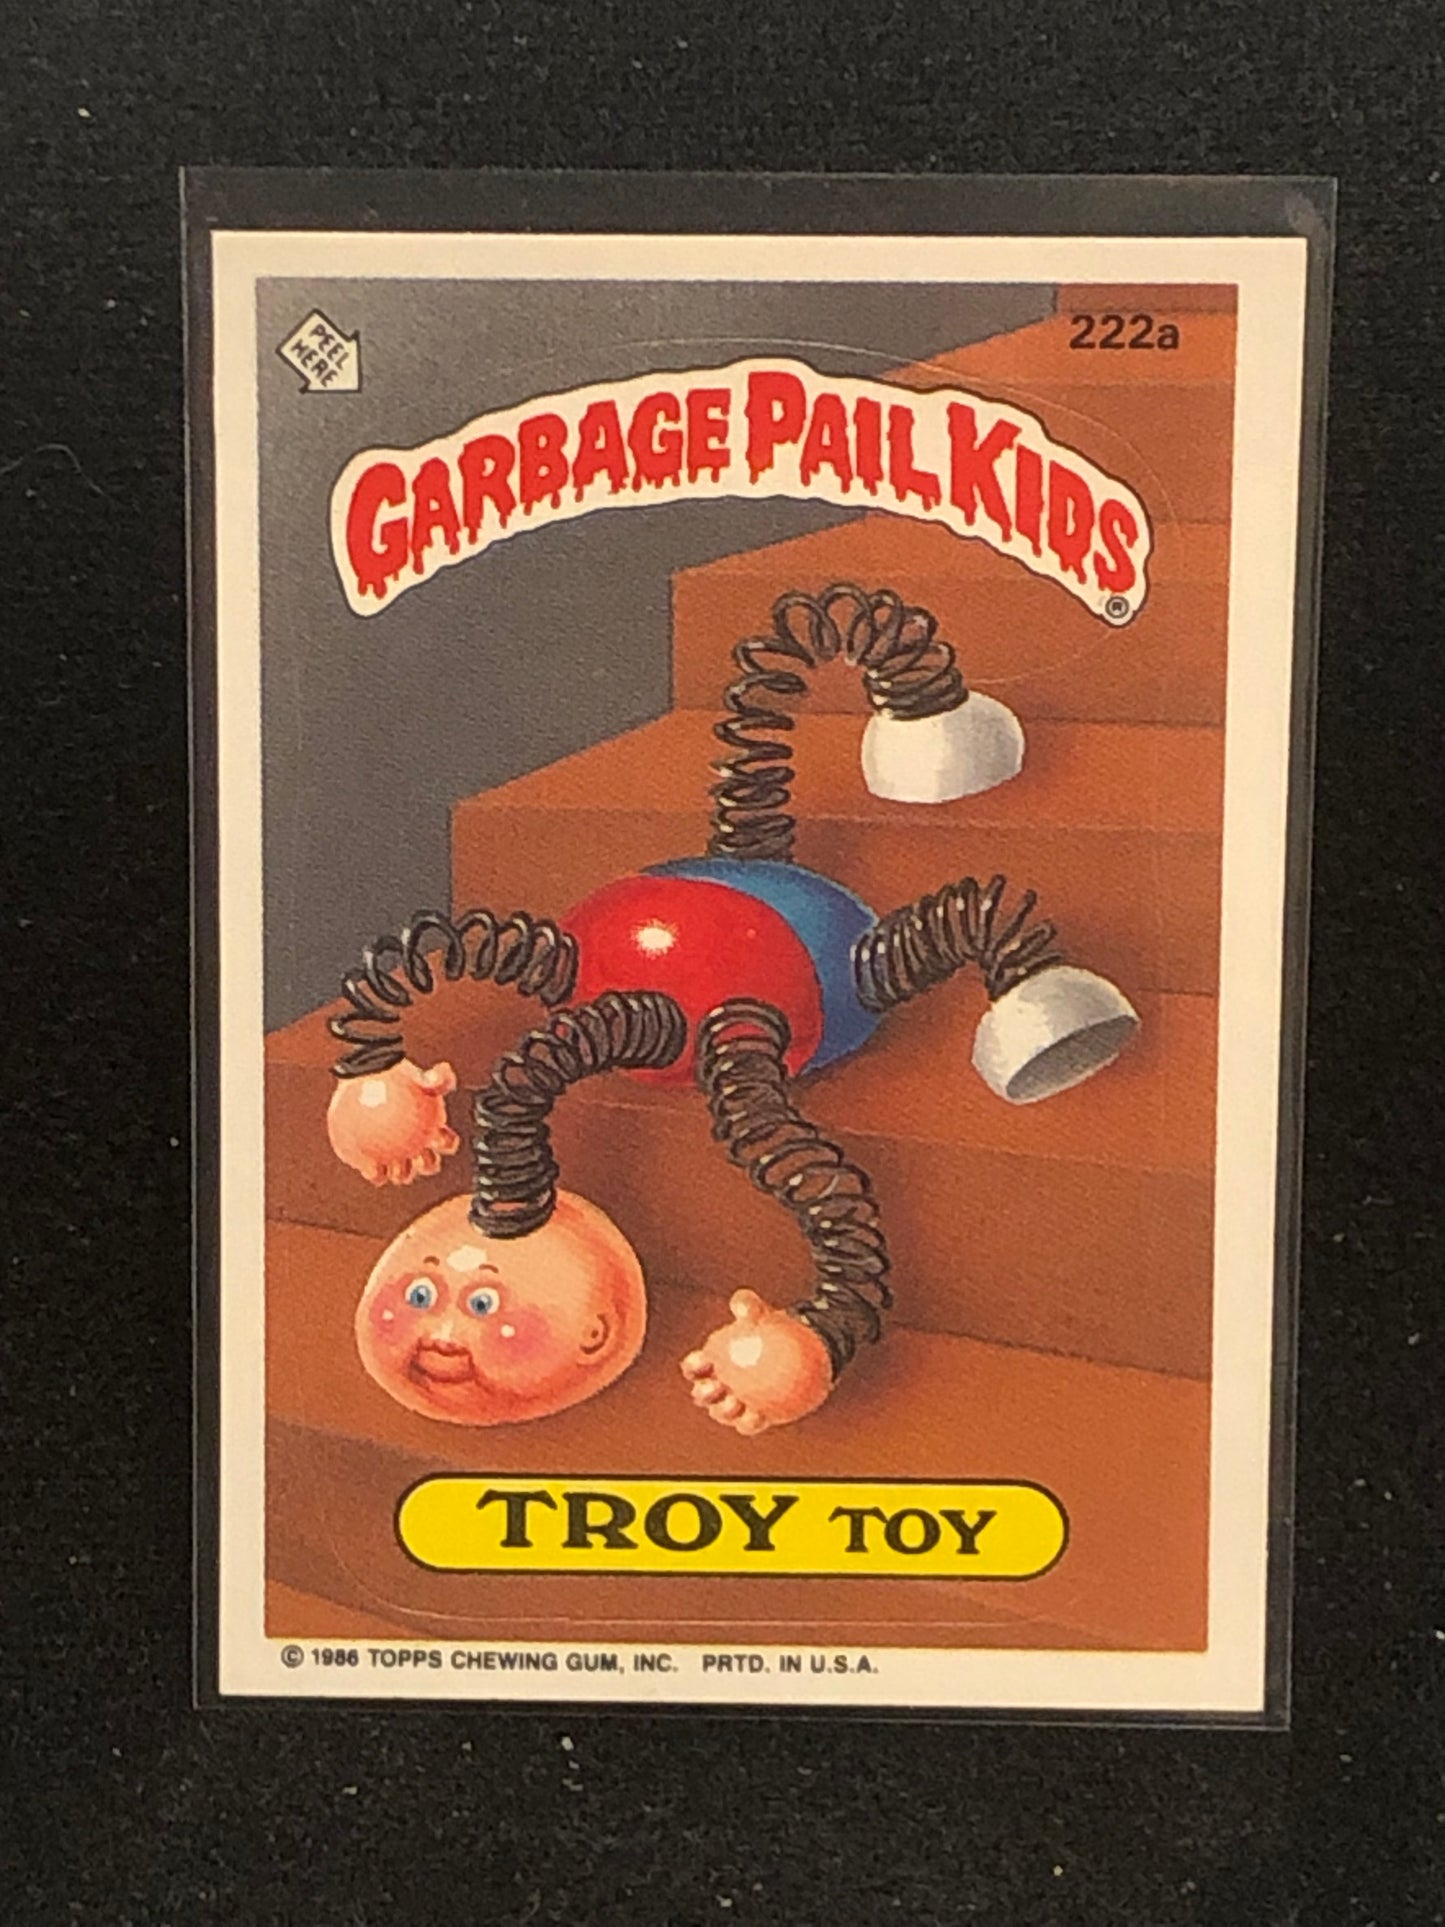 PEEL
HERE
222a
GARBAGE PAIL KIDS®
TROY TOY
© 1986 TOPPS CHEWING GUM, INC. PRTD. IN U.S.A.